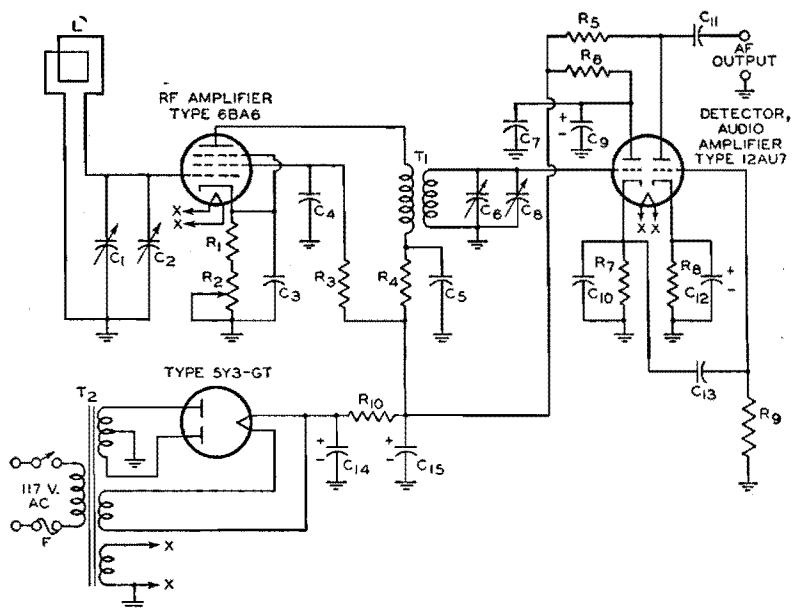 L
RF AMPLIFIER
TYPE 6BA6
R5
C11
AF
OUTPUT
R8
C7
+
-
C9
DETECTOR,
AUDIO
AMPLIFIER
TYPE 12AU7
T1
C1
C2
X
X
R1
R2
C3
C4
R3
R4
C5
C6
C8
X X
C10
R7
R8
C12
+
-
C13
R9
TYPE 5Y3-GT
T2
117 V.
AC
F
R10
+
-
C14
+
-
C15
X
X